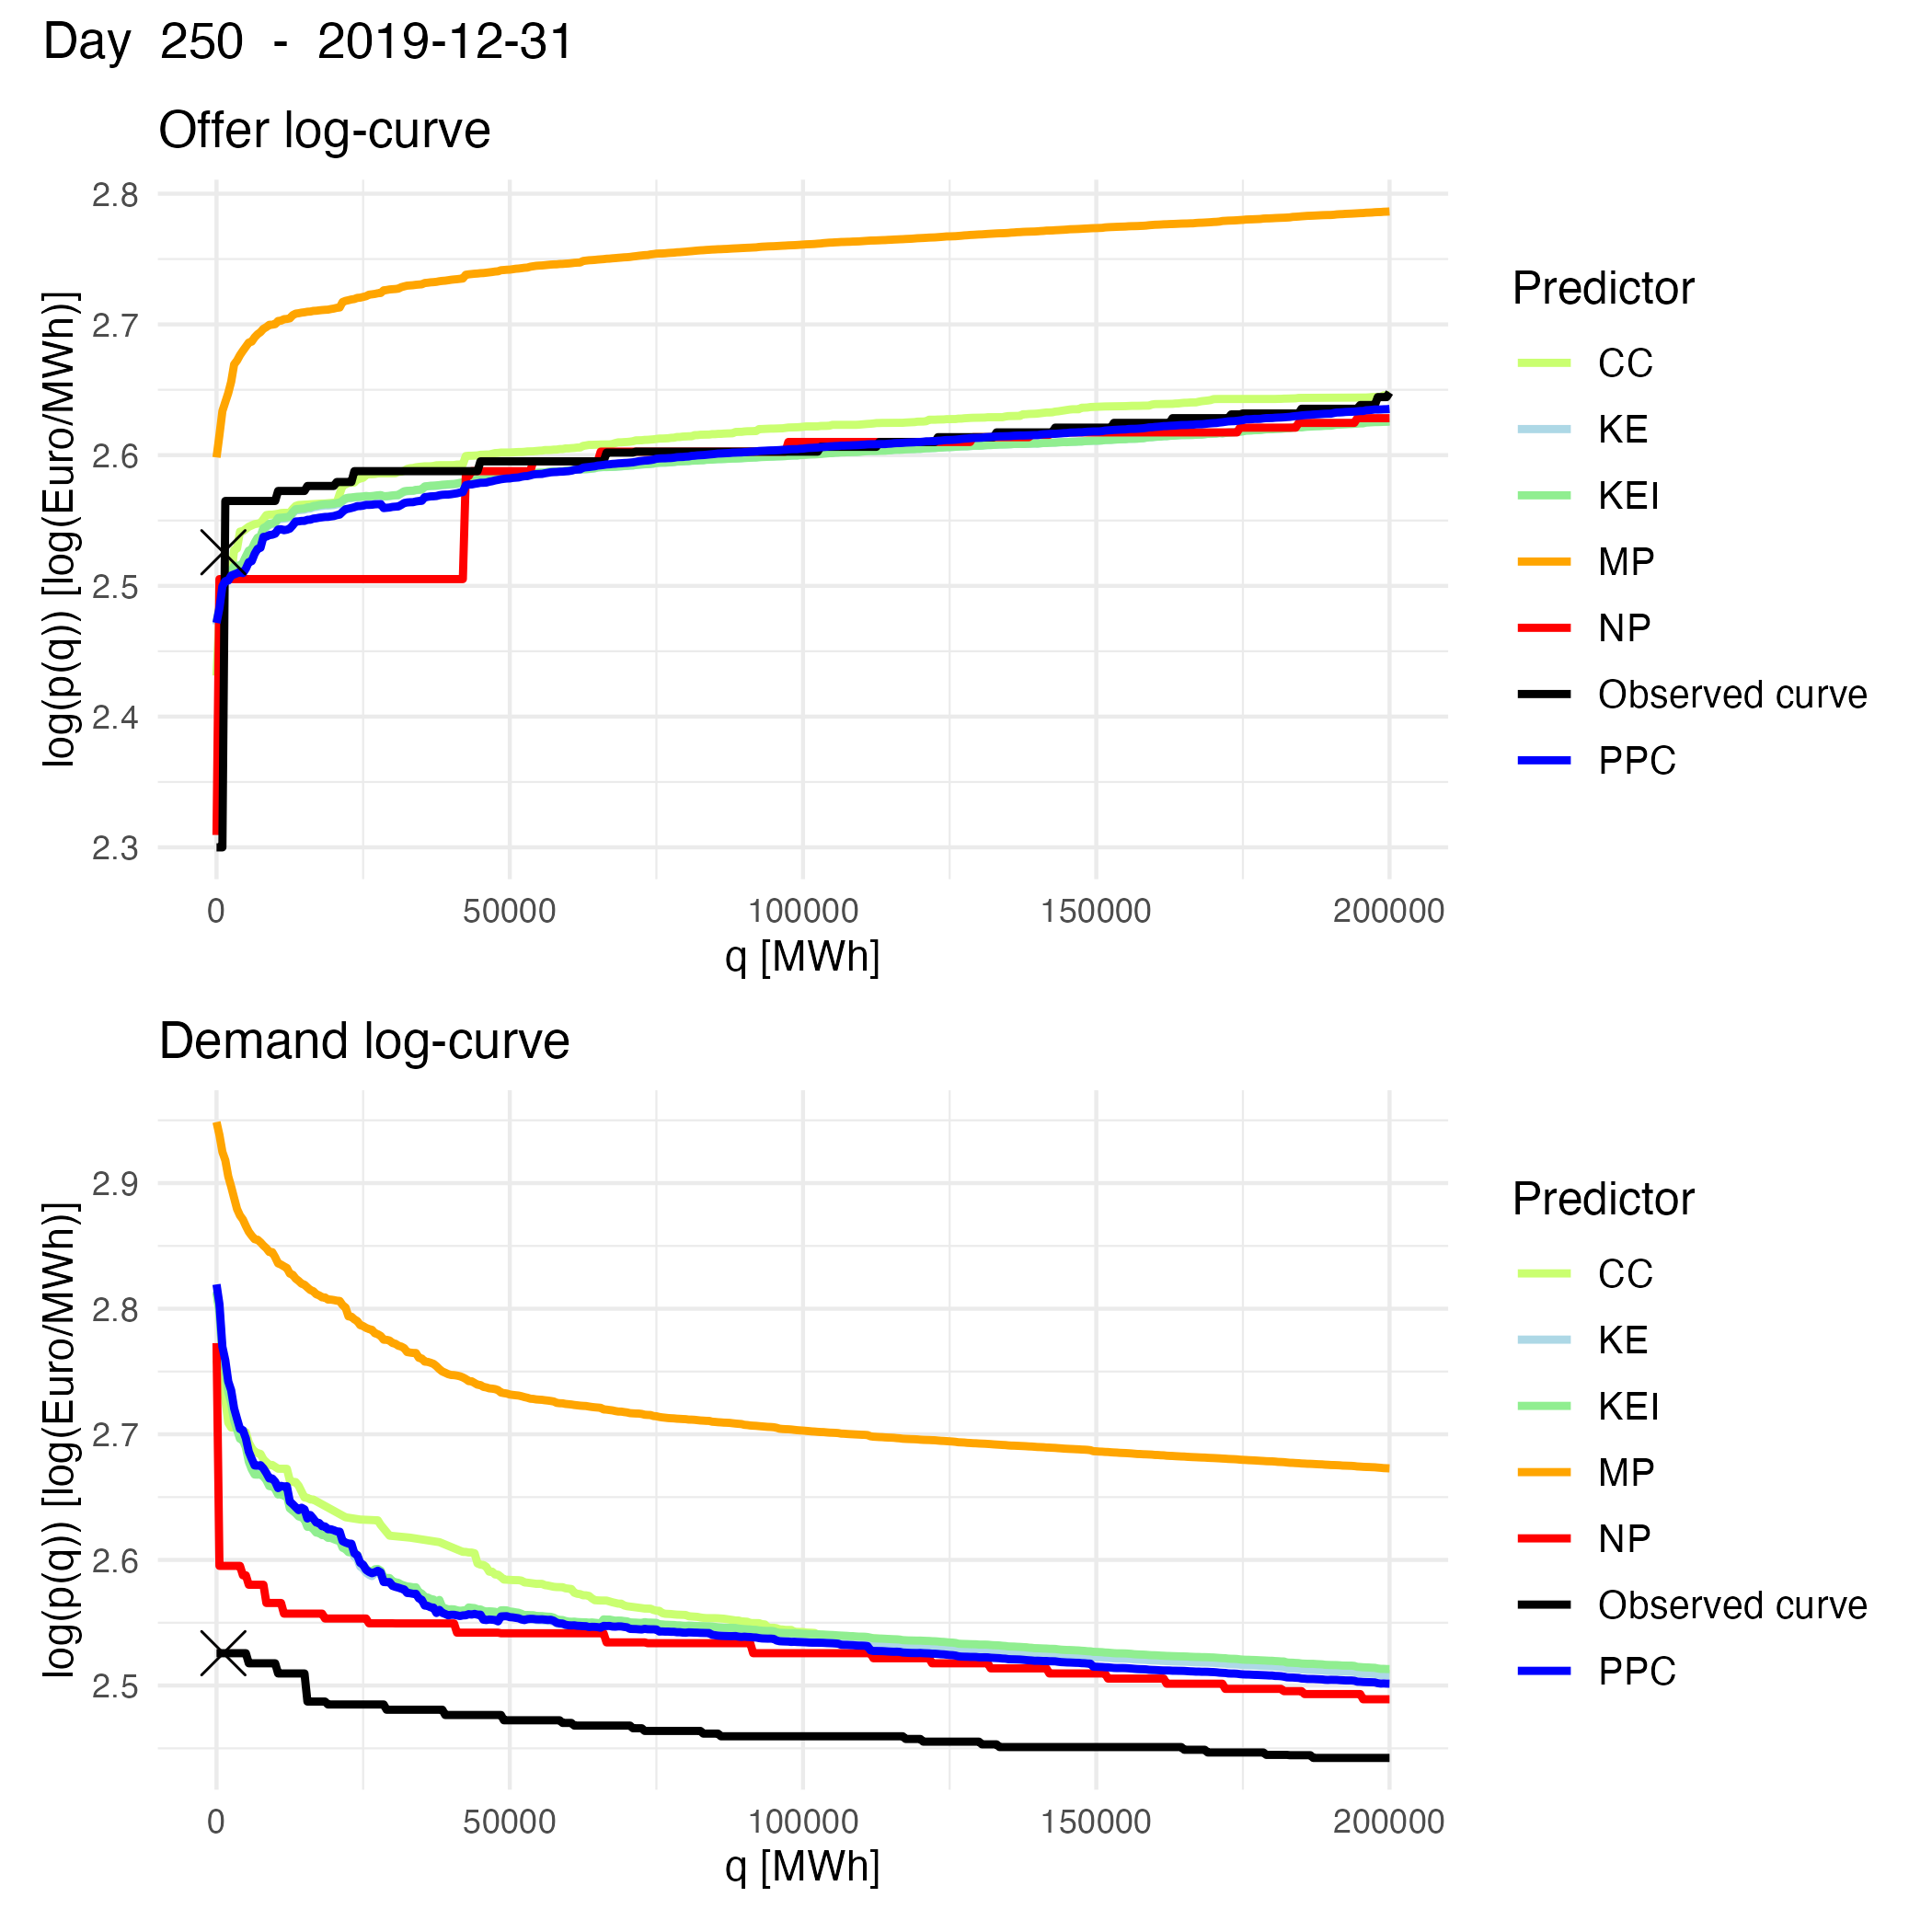 Day 250 - 2019-12-31
Offer log-curve
2.8
2.7
2.6
2.5
2.4
2.3
log(p(q)) [log(Euro/MWh)]
0 50000 100000 150000 200000
q [MWh]
Predictor
CC
KE
KEI
MP
NP
Observed curve
PPC
Demand log-curve
2.9
2.8
2.7
2.6
2.5
log(p(q)) [log(Euro/MWh)]
0 50000 100000 150000 200000
q [MWh]
Predictor
CC
KE
KEI
MP
NP
Observed curve
PPC